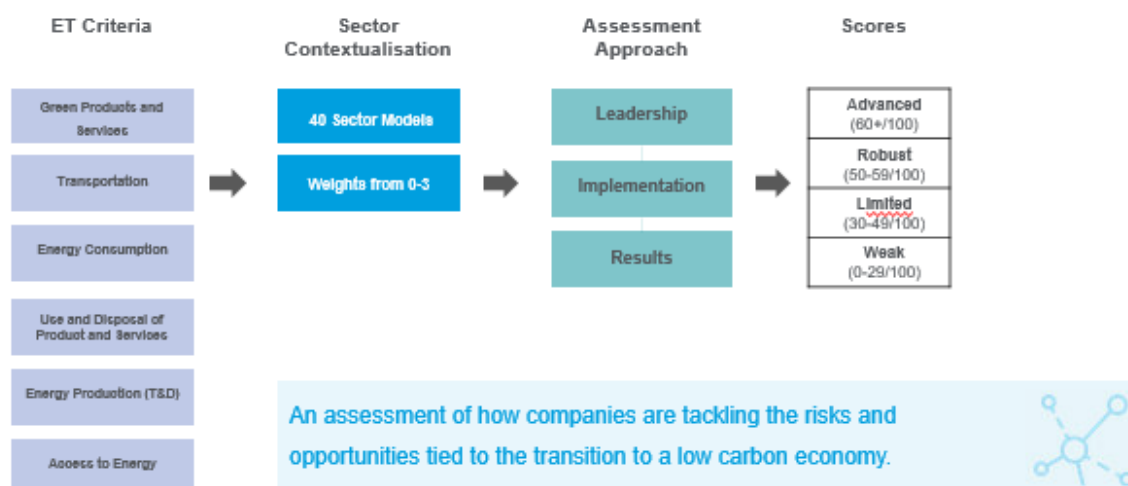 ET Criteria
Sector
Contextualisation
Assessment
Approach
Scores
Green Products and
Services
Transportation
Energy Consumption
Use and Disposal of
Product and Services
Energy Production (T&D)
Access to Energy
40 Sector Models
Weights from 0-3
Leadership
Implementation
Results
Advanced
(60+/100)
Robust
(50-59/100)
Limited
(30-49/100)
Weak
(0-29/100)
An assessment of how companies are tackling the risks and
opportunities tied to the transition to a low carbon economy.